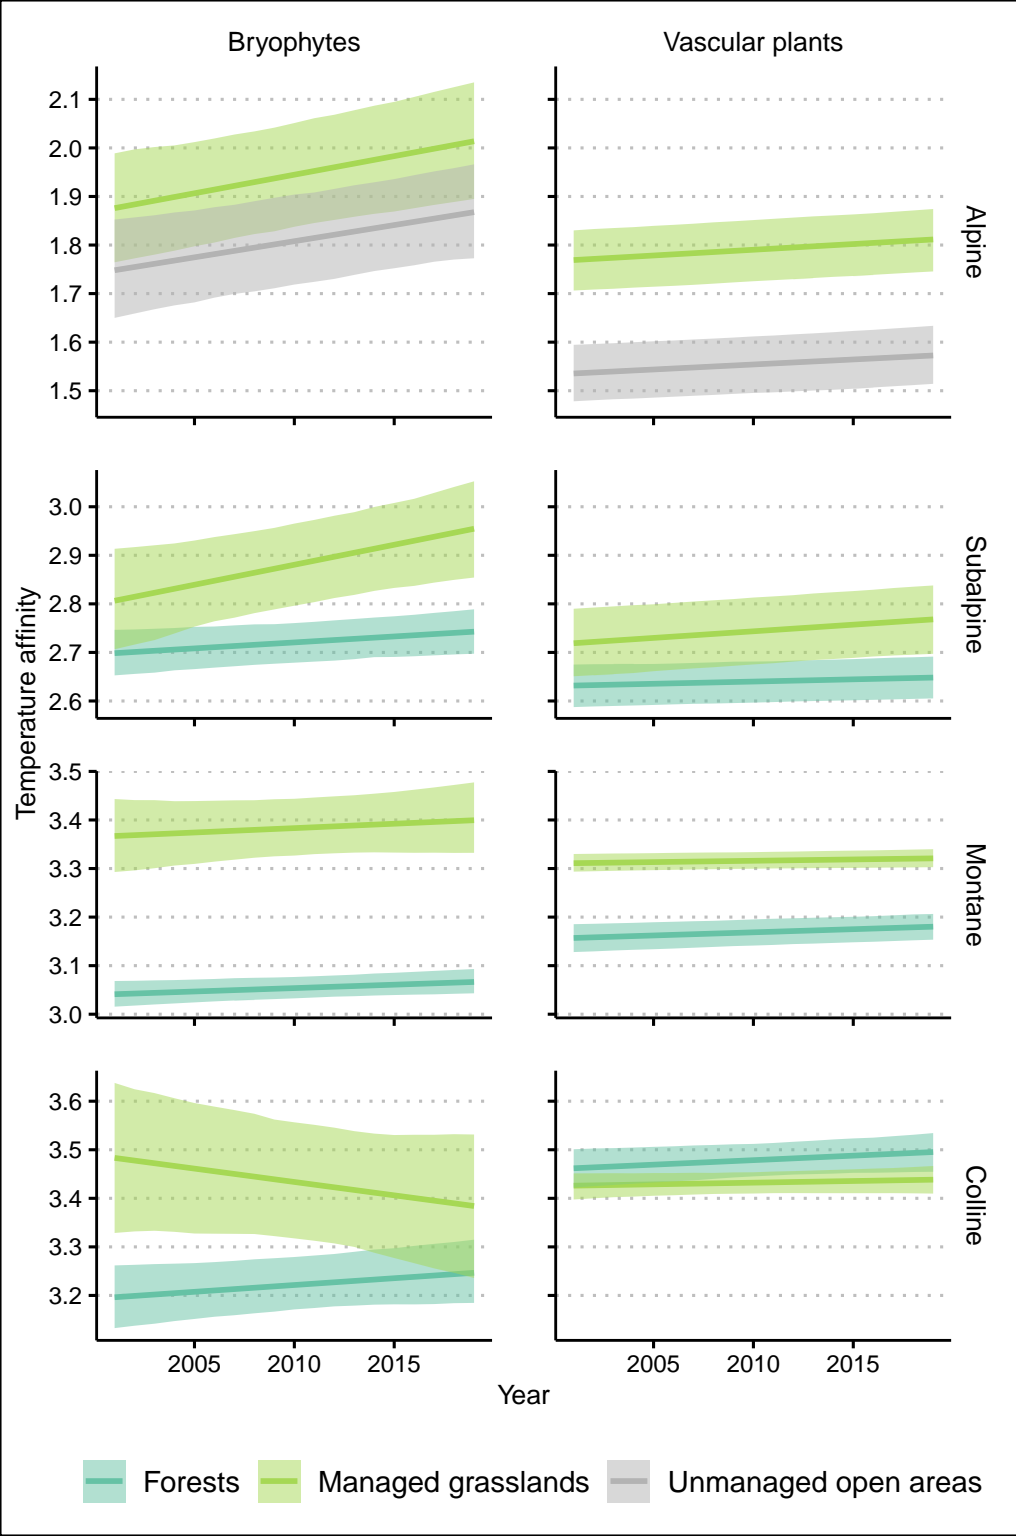 Bryophytes
Vascular plants
2.1
2.0
1.9
1.8
1.7
1.6
1.5
Alpine
3.0
2.9
2.8
2.7
2.6
Subalpine
Temperature affinity
3.5
3.4
3.3
3.2
3.1
3.0
Montane
3.6
3.5
3.4
3.3
3.2
Colline
2005 2010 2015
2005 2010 2015
Year
Forests Managed grasslands Unmanaged open areas